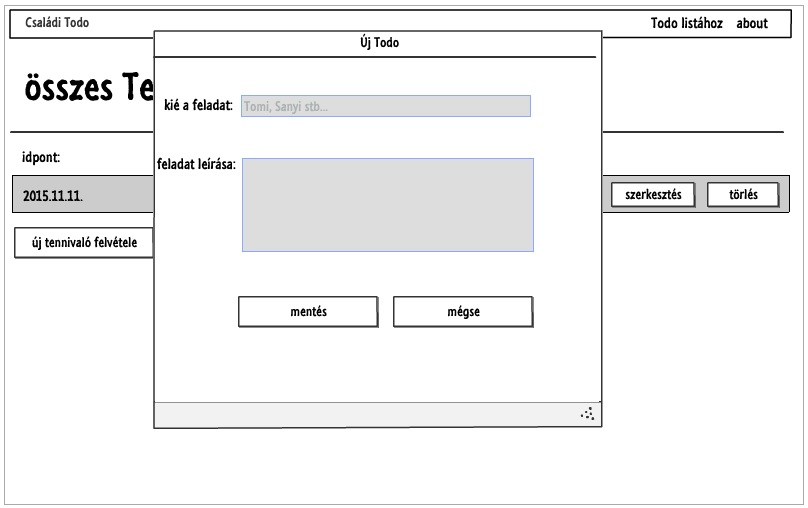 Családi Todo
Todo listához about
Új Todo
összes Te
kié a feladat: Tomi, Sanyi stb...
idpont:
feladat leírása:
2015.11.11.
szerkesztés törlés
új tennivaló felvétele
mentés mégse